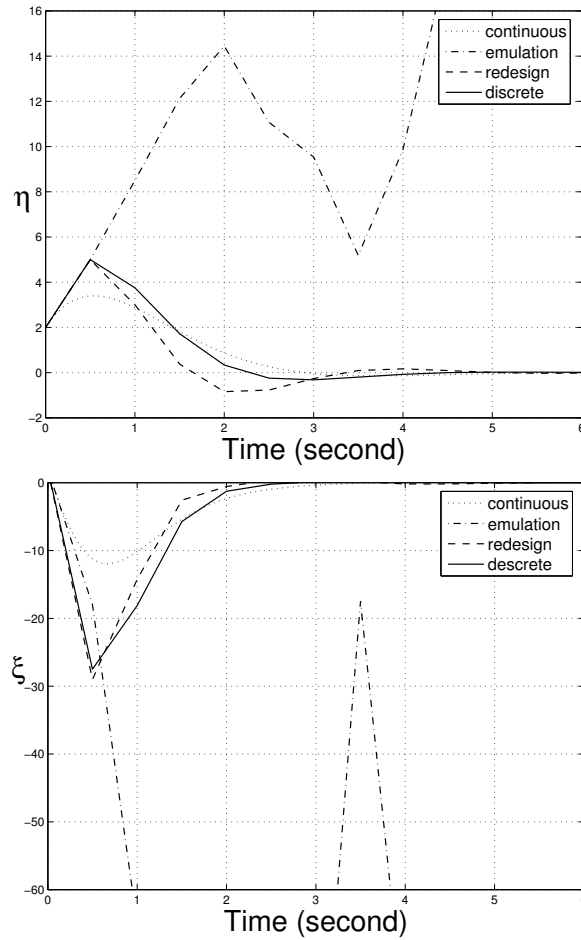 16
14
12
10
8
6
4
2
0
-2
η
continuous
emulation
redesign
discrete
0 1 2 3 4 5 6
Time (second)
0
-10
-20
-30
-40
-50
-60
ξ
continuous
emulation
redesign
descrete
0 1 2 3 4 5 6
Time (second)